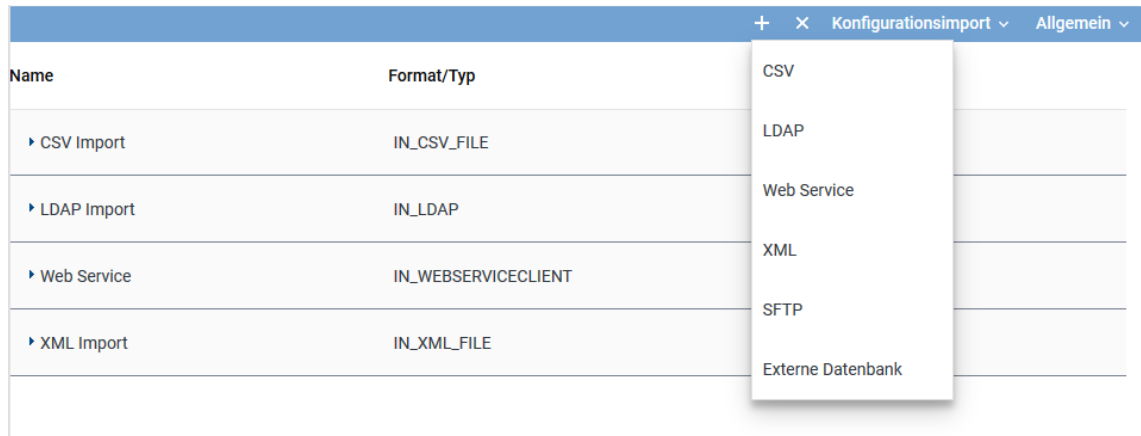 Konfigurationsimport Allgemein
Name Format/Typ
CSV Import IN_CSV_FILE
LDAP Import IN_LDAP
Web Service IN_WEBSERVICECLIENT
XML Import IN_XML_FILE
CSV
LDAP
Web Service
XML
SFTP
Externe Datenbank